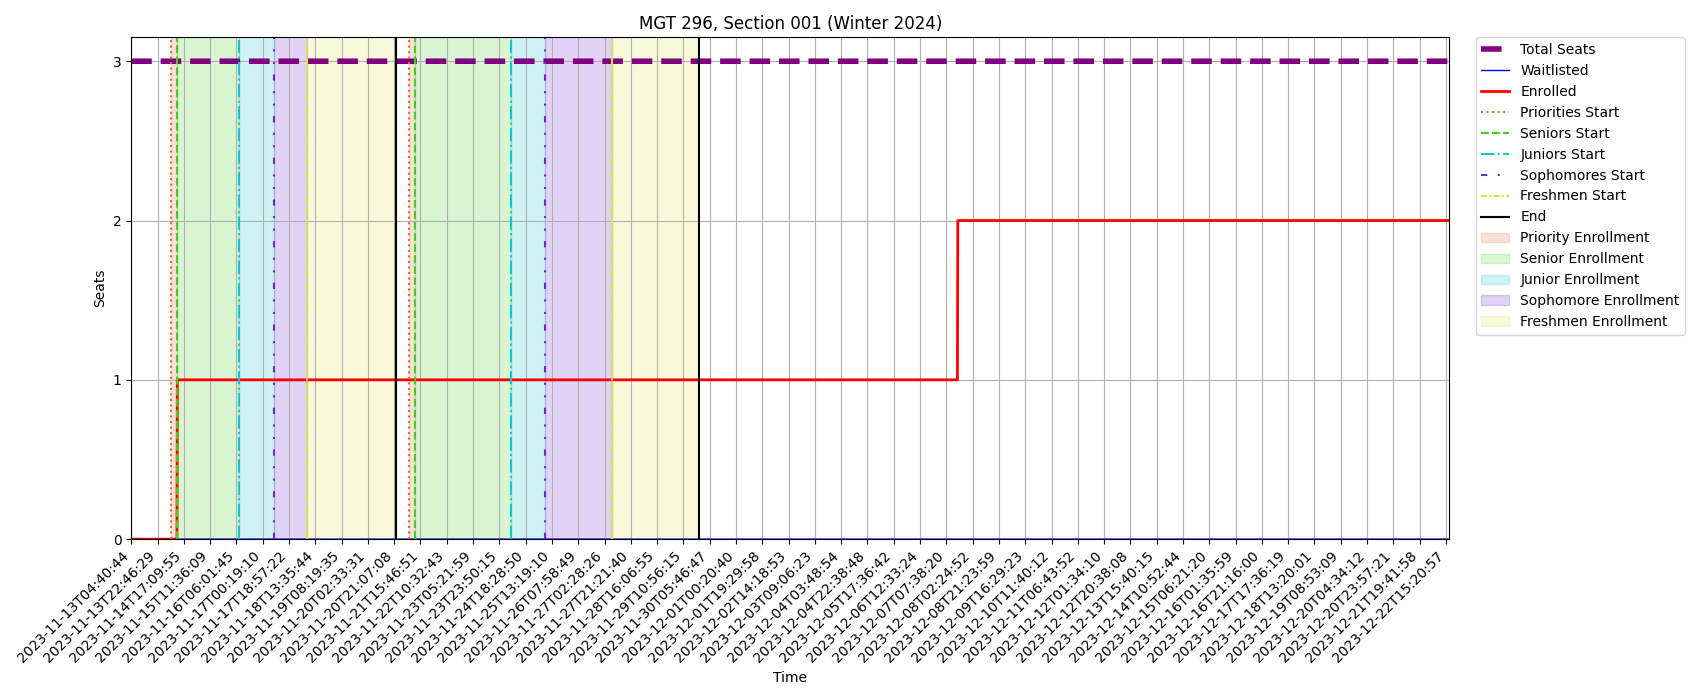 MGT 296, Section 001 (Winter 2024)
Seats
3
2
1
0
2023-11-13T04:40:44
2023-11-13T22:46:29
2023-11-14T17:09:55
2023-11-15T11:36:09
2023-11-16T06:01:45
2023-11-17T00:19:10
2023-11-17T18:57:22
2023-11-18T13:35:44
2023-11-19T08:19:35
2023-11-20T02:33:31
2023-11-20T21:07:08
2023-11-21T15:46:51
2023-11-22T10:32:43
2023-11-23T05:21:59
2023-11-23T23:50:15
2023-11-24T18:28:50
2023-11-25T13:19:10
2023-11-26T07:58:49
2023-11-27T02:28:26
2023-11-27T21:21:40
2023-11-28T16:06:55
2023-11-29T10:56:15
2023-11-30T05:46:47
2023-12-01T00:20:40
2023-12-01T19:29:58
2023-12-02T14:18:53
2023-12-03T09:06:23
2023-12-04T03:48:54
2023-12-04T22:38:48
2023-12-05T17:36:42
2023-12-06T12:33:24
2023-12-07T07:38:20
2023-12-08T02:24:52
2023-12-08T21:23:59
2023-12-09T16:29:23
2023-12-10T11:40:12
2023-12-11T06:43:52
2023-12-12T01:34:10
2023-12-12T20:38:08
2023-12-13T15:40:15
2023-12-14T10:52:44
2023-12-15T06:21:20
2023-12-16T01:35:59
2023-12-16T21:16:00
2023-12-17T17:36:19
2023-12-18T13:20:01
2023-12-19T08:53:09
2023-12-20T04:34:12
2023-12-20T23:57:21
2023-12-21T19:41:58
2023-12-22T15:20:57
Time
Total Seats
Waitlisted
Enrolled
Priorities Start
Seniors Start
Juniors Start
Sophomores Start
Freshmen Start
End
Priority Enrollment
Senior Enrollment
Junior Enrollment
Sophomore Enrollment
Freshmen Enrollment